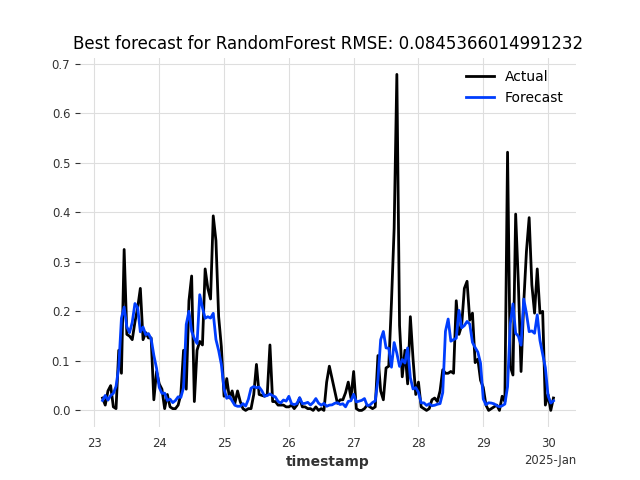 Best forecast for RandomForest RMSE: 0.0845366014991232
0.7
0.6
0.5
0.4
0.3
0.2
0.1
0.0
Actual
Forecast
23 24 25 26 27 28 29 30
timestamp
2025-Jan